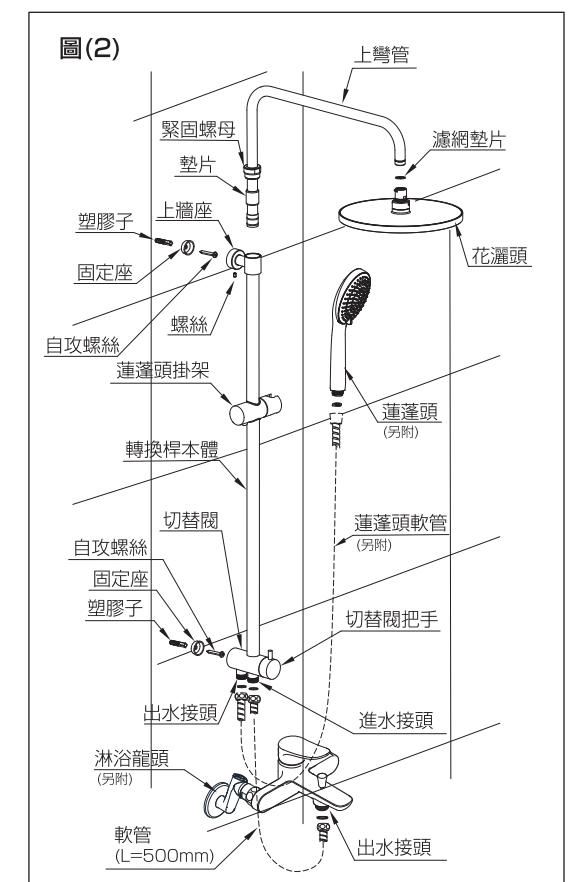 圖(2)
上彎管
緊固螺母
濾網墊片
墊片
上牆座
塑膠子
花灑頭
固定座
螺絲
自攻螺絲
蓮蓬頭掛架
蓮蓬頭
(另附)
轉換桿本體
切替閥
蓮蓬頭軟管
(另附)
自攻螺絲
固定座
塑膠子
切替閥把手
出水接頭
進水接頭
淋浴龍頭
(另附)
軟管
(L=500mm)
出水接頭